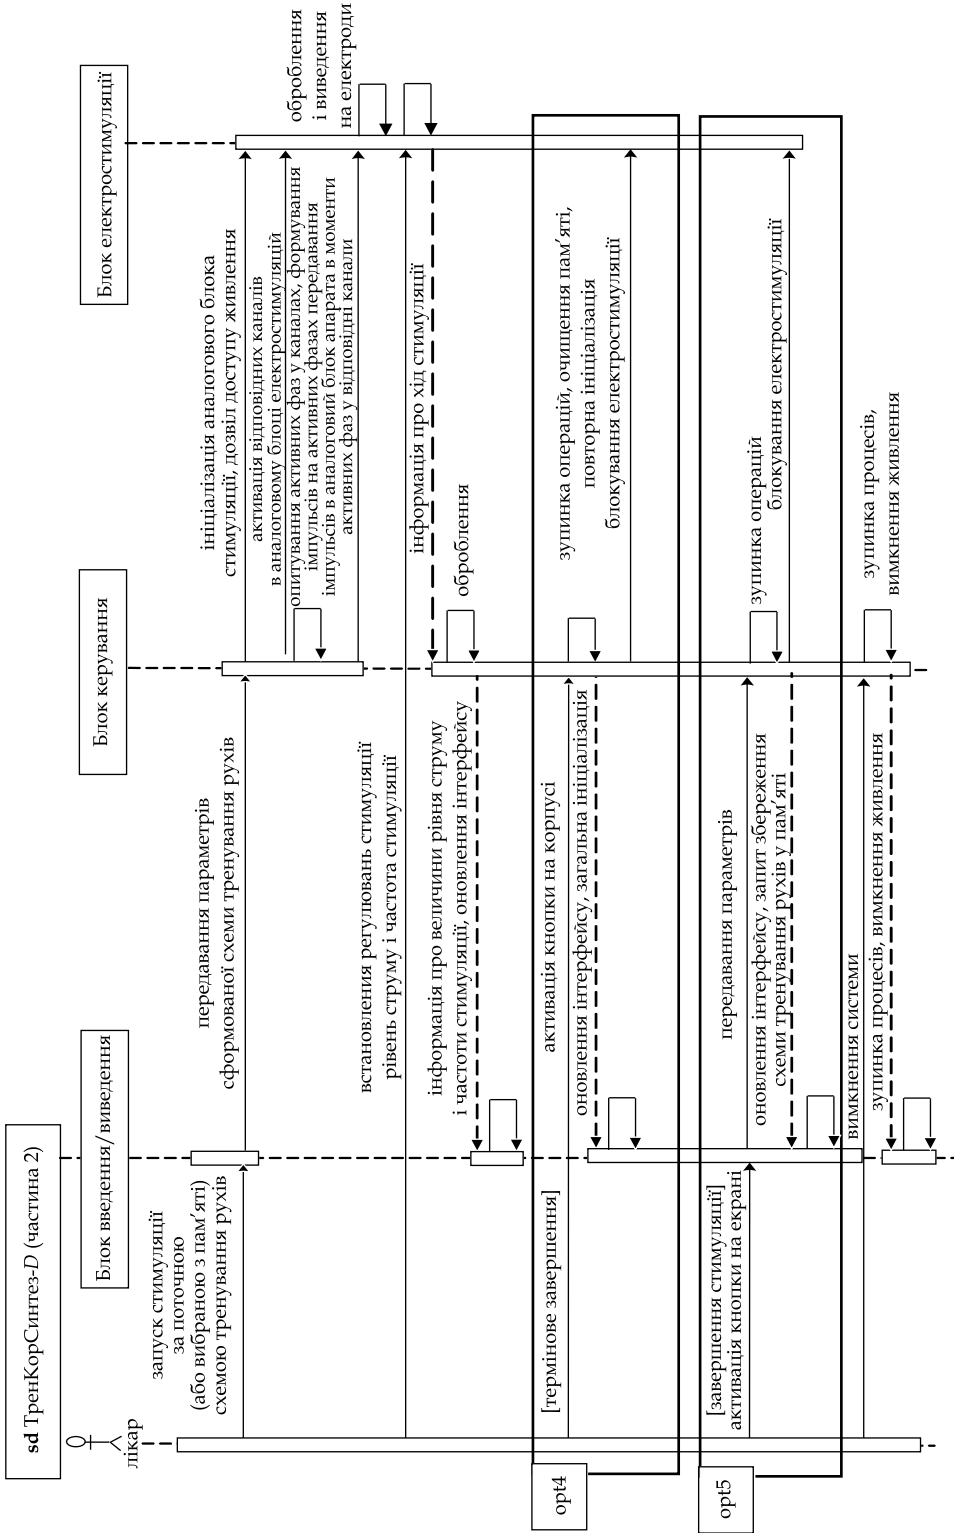 sd ТренКорСинтез-D (частина 2)
лікар
Блок введення/виведення
Блок керування
Блок електростимуляції
запуск стимуляції
за поточною
(або вибраною з пам′яті)
схемою тренування рухів
передавання параметрів
сформованої схеми тренування рухів
ініціалізація аналогового блока
стимуляції, дозвіл доступу живлення
активація відповідних каналів
в аналоговому блоці електростимуляцій
опитування активних фаз у каналах, формування
імпульсів на активних фазах передавання
імпульсів в аналоговий блок апарата в моменти
активних фаз у відповідні канали
оброблення
і виведення
на електроди
встановлення регулювань стимуляції
рівень струму і частота стимуляції
інформація про хід стимуляції
оброблення
інформація про величини рівня струму
і частоти стимуляції, оновлення інтерфейсу
opt4
[термінове завершення]
активація кнопки на корпусі
зупинка операцій, очищення пам′яті,
повторна ініціалізація
блокування електростимуляції
оновлення інтерфейсу, загальна ініціалізація
opt5
[завершення стимуляції]
активація кнопки на екрані
передавання параметрів
зупинка операцій
блокування електростимуляції
оновлення інтерфейсу, запит збереження
схеми тренування рухів у пам′яті
вимкнення системи
зупинка процесів,
вимкнення живлення
зупинка процесів, вимкнення живлення